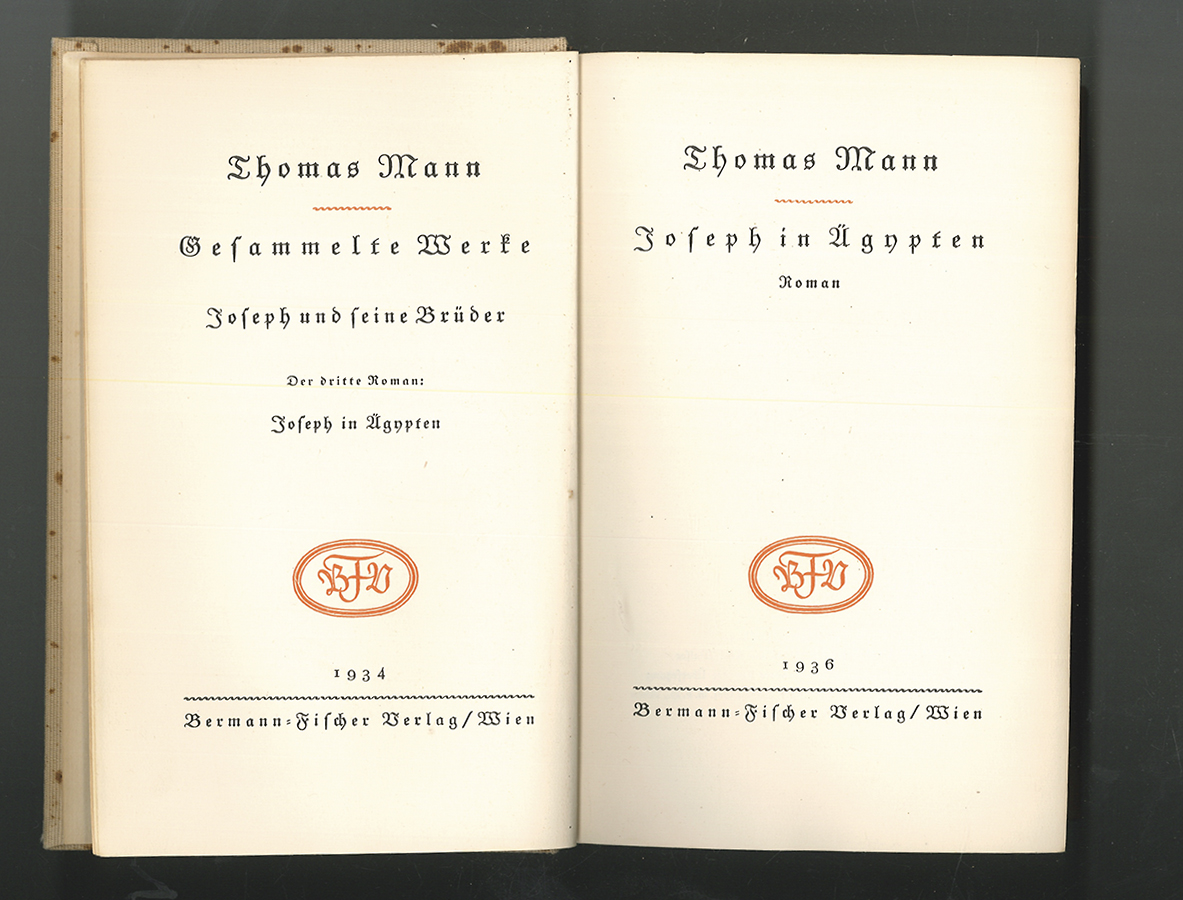 Thomas Mann
Geſammelte Werke
Joſeph und ſeine Brüder
Der dritte Roman:
Joſeph in Ägypten
BFV
1934
Bermann=Fiſcher Verlag/Wien
Thomas Mann
Joſeph in Ägypten
Roman
BFV
1936
Bermann=Fiſcher Verlag/Wien